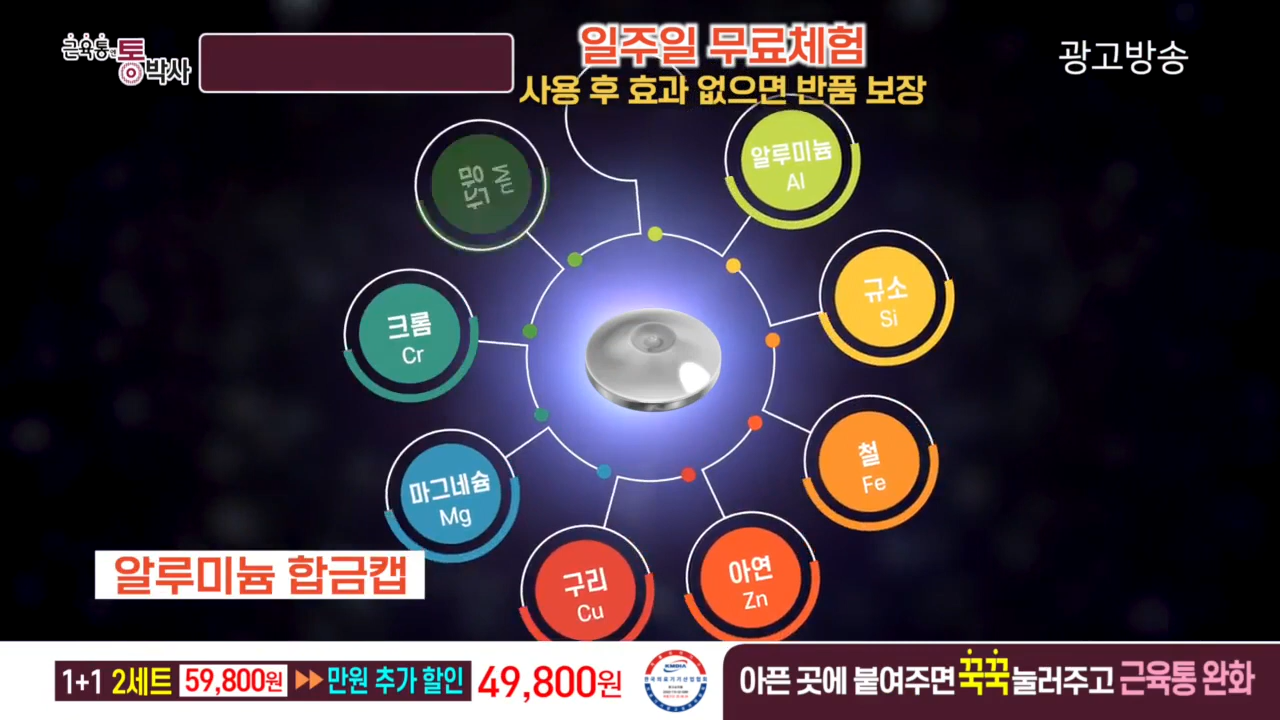 근육통엔
통박사
일주일 무료체험
사용 후 효과 없으면 반품 보장
광고방송
알루미늄
Al
규소
Si
철
Fe
아연
Zn
구리
Cu
마그네슘
Mg
크롬
Cr
망간
Mn
알루미늄 합금캡
1+1 2세트 59,800원 만원 추가 할인 49,800원
KMDIA
아픈 곳에 붙여주면 꾹꾹 눌러주고 근육통 완화